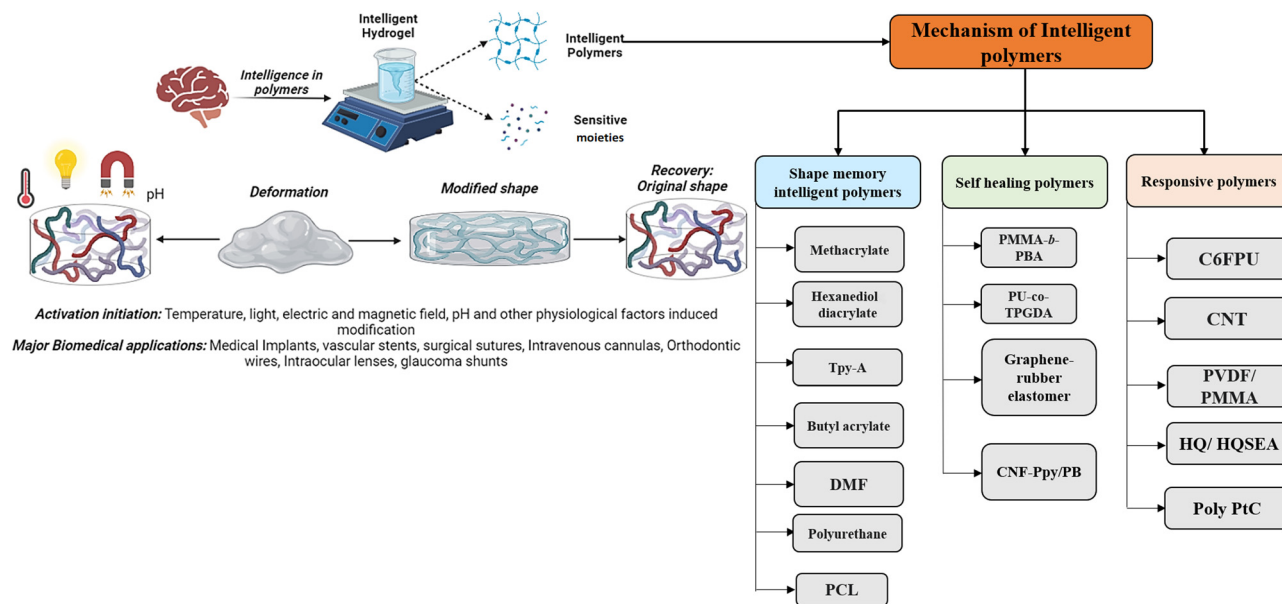 Intelligent
Hydrogel
Intelligence in
polymers
Intelligent
Polymers
Sensitive
moieties
Mechanism of Intelligent
polymers
pH
Deformation
Modified shape
Recovery:
Original shape
Activation initiation: Temperature, light, electric and magnetic field, pH and other physiological factors induced
modification
Major Biomedical applications: Medical Implants, vascular stents, surgical sutures, Intravenous cannulas, Orthodontic
wires, Intraocular lenses, glaucoma shunts
Shape memory
intelligent polymers
Methacrylate
Hexanediol
diacrylate
Tpy-A
Butyl acrylate
DMF
Polyurethane
PCL
Self healing polymers
PMMA-b-
PBA
PU-co-
TPGDA
Graphene-
rubber
elastomer
CNF-Ppy/PB
Responsive polymers
C6FPU
CNT
PVDF/
PMMA
HQ/ HQSEA
Poly PtC